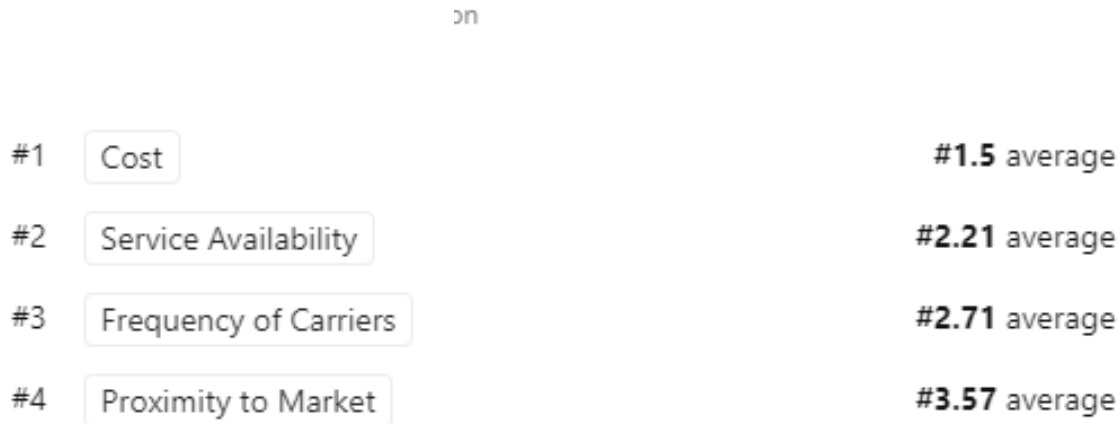 #1 Cost #1.5 average
#2 Service Availability #2.21 average
#3 Frequency of Carriers #2.71 average
#4 Proximity to Market #3.57 average